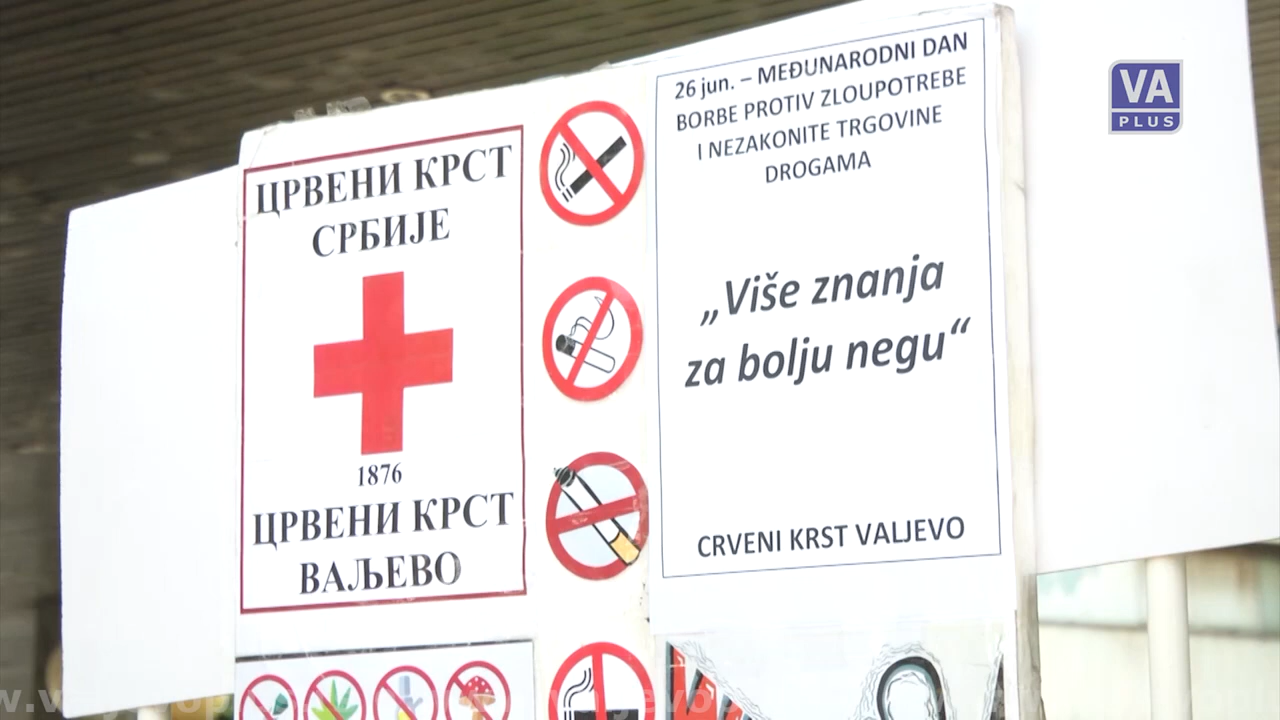 ЦРВЕНИ КРСТ
СРБИЈЕ
1876
ЦРВЕНИ КРСТ
ВАЉЕВО
26 jun. – MEĐUNARODNI DAN
BORBE PROTIV ZLOUPOTREBE
I NEZAKONITE TRGOVINE
DROGAMA
„Više znanja
za bolju negu“
CRVENI KRST VALJEVO
VA
PLUS